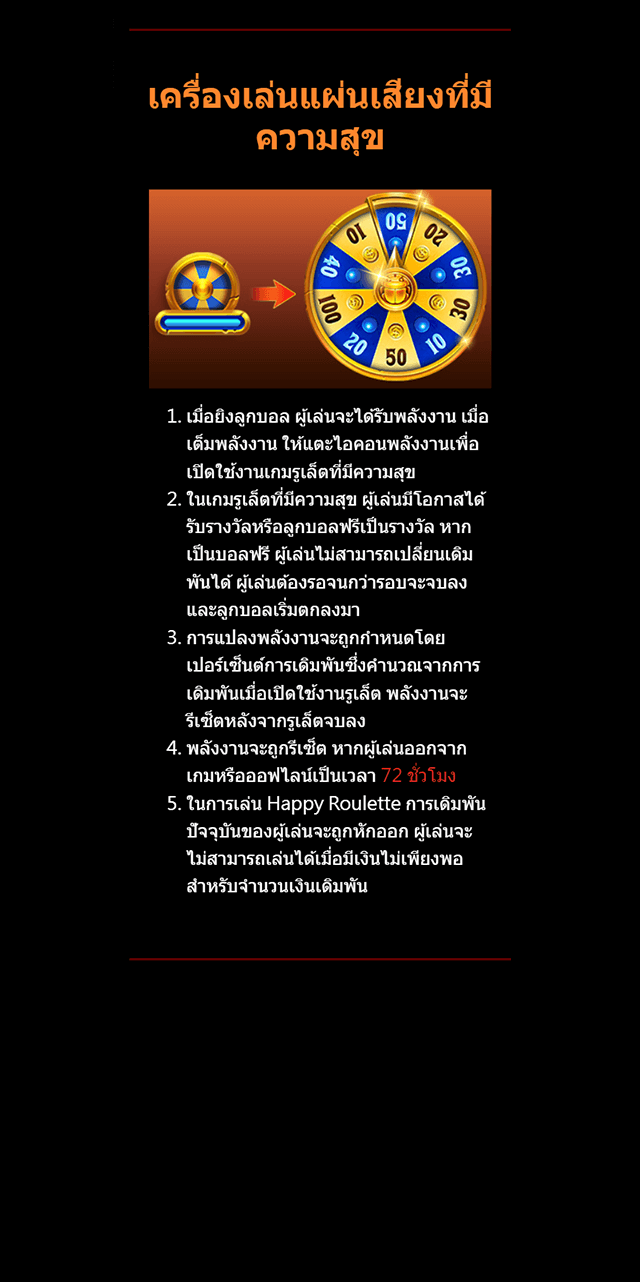 เครื่องเล่นแผ่นเสียงที่มี
ความสุข
50
20
30
30
10
50
20
100
40
10
1. เมื่อยิงลูกบอล ผู้เล่นจะได้รับพลังงาน เมื่อ
เต็มพลังงาน ให้แตะไอคอนพลังงานเพื่อ
เปิดใช้งานเกมรูเล็ตที่มีความสุข
2. ในเกมรูเล็ตที่มีความสุข ผู้เล่นมีโอกาสได้
รับรางวัลหรือลูกบอลฟรีเป็นรางวัล หาก
เป็นบอลฟรี ผู้เล่นไม่สามารถเปลี่ยนเดิม
พันได้ ผู้เล่นต้องรอจนกว่ารอบจะจบลง
และลูกบอลเริ่มตกลงมา
3. การแปลงพลังงานจะถูกกำหนดโดย
เปอร์เซ็นต์การเดิมพันซึ่งคำนวณจากการ
เดิมพันเมื่อเปิดใช้งานรูเล็ต พลังงานจะ
รีเซ็ตหลังจากรูเล็ตจบลง
4. พลังงานจะถูกรีเซ็ต หากผู้เล่นออกจาก
เกมหรือออฟไลน์เป็นเวลา 72 ชั่วโมง
5. ในการเล่น Happy Roulette การเดิมพัน
ปัจจุบันของผู้เล่นจะถูกหักออก ผู้เล่นจะ
ไม่สามารถเล่นได้เมื่อมีเงินไม่เพียงพอ
สำหรับจำนวนเงินเดิมพัน